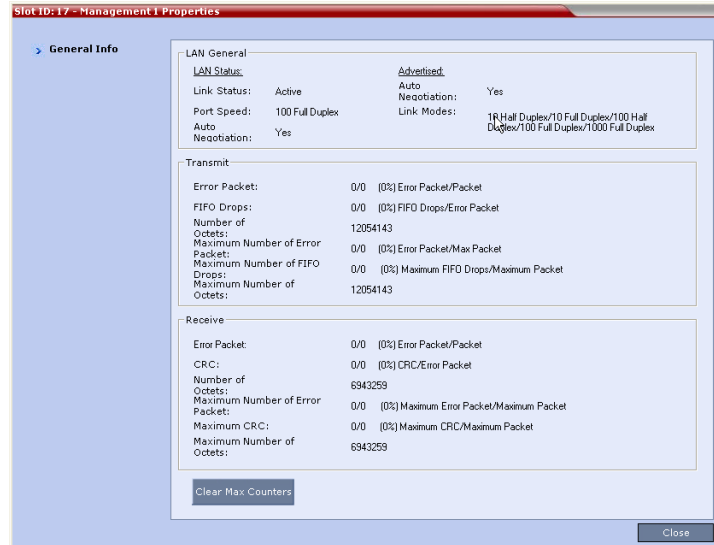 Slot ID: 17 - Management 1 Properties
General Info
LAN General
LAN Status: Advertised:
Link Status: Active Auto Negotiation: Yes
Port Speed: 100 Full Duplex Link Modes: 10 Half Duplex/10 Full Duplex/100 Half Duplex/100 Full Duplex/1000 Full Duplex
Auto Negotiation: Yes
Transmit
Error Packet: 0/0 (0%) Error Packet/Packet
FIFO Drops: 0/0 (0%) FIFO Drops/Error Packet
Number of Octets: 12054143
Maximum Number of Error Packet: 0/0 (0%) Error Packet/Max Packet
Maximum Number of FIFO Drops: 0/0 (0%) Maximum FIFO Drops/Maximum Packet
Maximum Number of Octets: 12054143
Receive
Error Packet: 0/0 (0%) Error Packet/Packet
CRC: 0/0 (0%) CRC/Error Packet
Number of Octets: 6943259
Maximum Number of Error Packet: 0/0 (0%) Maximum Error Packet/Maximum Packet
Maximum CRC: 0/0 (0%) Maximum CRC/Maximum Packet
Maximum Number of Octets: 6943259
Clear Max Counters
Close